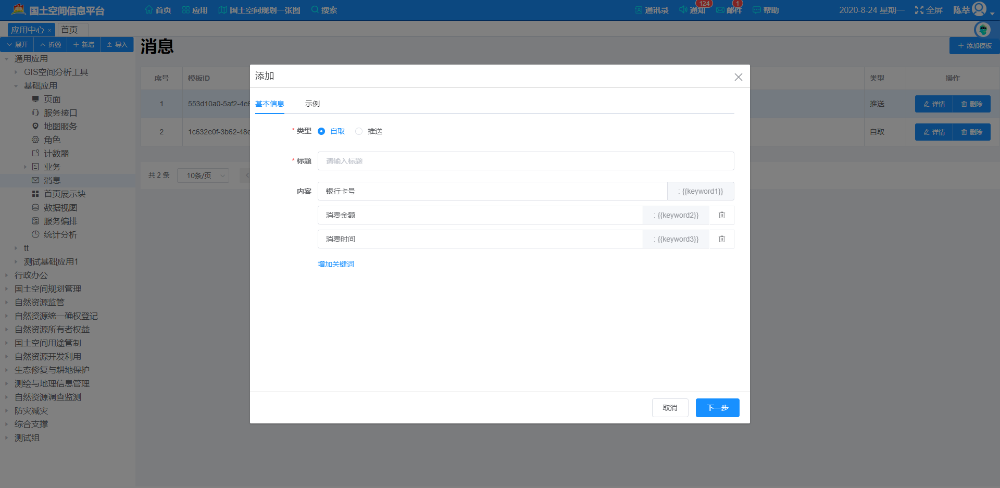 国土空间信息平台
首页 应用 国土空间规划一张图 搜索
通讯录 通知 124 邮件 1 帮助
2020-8-24 星期一 全屏 陈萃
应用中心 × 首页
展开 折叠 新增 导入
通用应用
GIS空间分析工具
基础应用
页面
服务接口
地图服务
角色
计数器
业务
消息
首页展示块
数据视图
服务编排
统计分析
tt
测试基础应用1
行政办公
国土空间规划管理
自然资源监管
自然资源统一确权登记
自然资源所有者权益
国土空间用途管制
自然资源开发利用
生态修复与耕地保护
测绘与地理信息管理
自然资源调查监测
防灾减灾
综合支撑
测试组
消息
添加模板
序号 模板ID 类型 操作
1 553d10a0-5af2-4e6 推送 详情 删除
2 1c632e0f-3b62-48e 自取 详情 删除
共 2 条 10条/页
添加
基本信息 示例
* 类型 自取 推送
* 标题 请输入标题
内容 银行卡号 : {{keyword1}}
消费金额 : {{keyword2}}
消费时间 : {{keyword3}}
增加关键词
取消 下一步